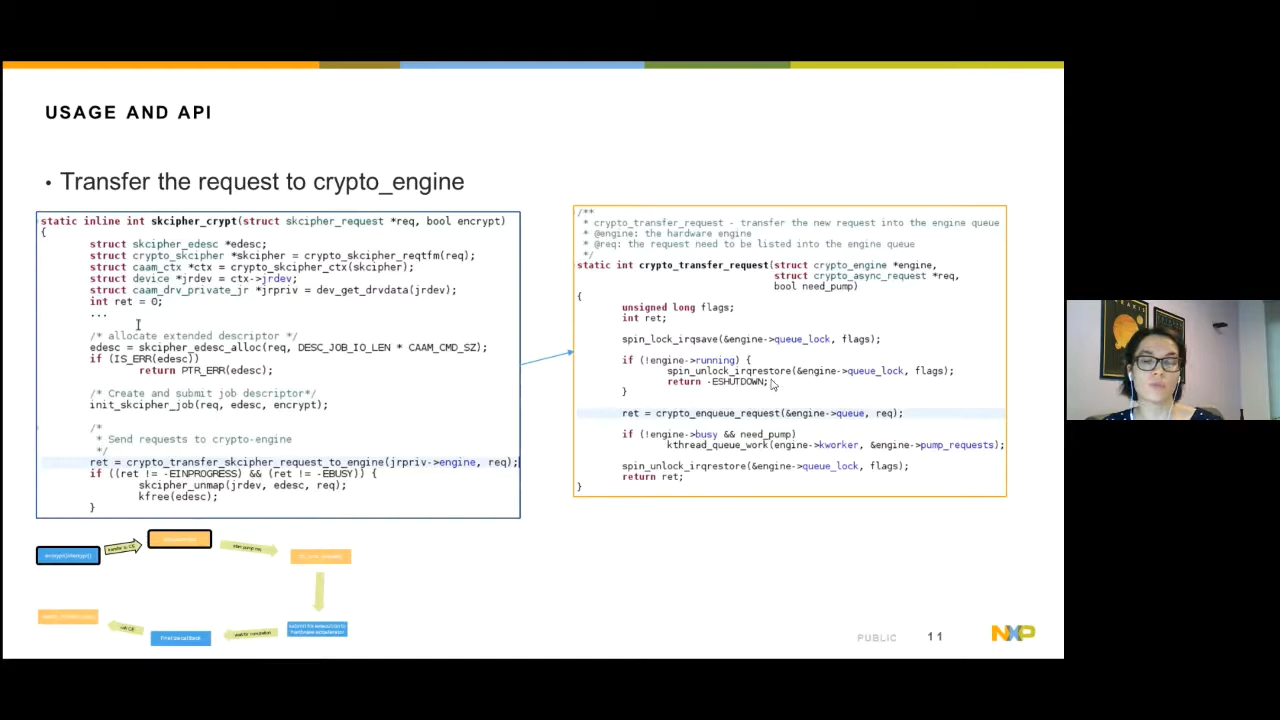 USAGE AND API
• Transfer the request to crypto_engine
static inline int skcipher_crypt(struct skcipher_request *req, bool encrypt)
{
struct skcipher_edesc *edesc;
struct crypto_skcipher *skcipher = crypto_skcipher_reqtfm(req);
struct caam_ctx *ctx = crypto_skcipher_ctx(skcipher);
struct device *jrdev = ctx->jrdev;
struct caam_drv_private_jr *jrpriv = dev_get_drvdata(jrdev);
int ret = 0;
...
/* allocate extended descriptor */
edesc = skcipher_edesc_alloc(req, DESC_JOB_IO_LEN * CAAM_CMD_SZ);
if (IS_ERR(edesc))
return PTR_ERR(edesc);
/* Create and submit job descriptor*/
init_skcipher_job(req, edesc, encrypt);
/*
* Send requests to crypto-engine
*/
ret = crypto_transfer_skcipher_request_to_engine(jrpriv->engine, req);
if ((ret != -EINPROGRESS) && (ret != -EBUSY)) {
skcipher_unmap(jrdev, edesc, req);
kfree(edesc);
}
/**
* crypto_transfer_request - transfer the new request into the engine queue
* @engine: the hardware engine
* @req: the request need to be listed into the engine queue
*/
static int crypto_transfer_request(struct crypto_engine *engine,
struct crypto_async_request *req,
bool need_pump)
{
unsigned long flags;
int ret;
spin_lock_irqsave(&engine->queue_lock, flags);
if (!engine->running) {
spin_unlock_irqrestore(&engine->queue_lock, flags);
return -ESHUTDOWN;
}
ret = crypto_enqueue_request(&engine->queue, req);
if (!engine->busy && need_pump)
kthread_queue_work(engine->kworker, &engine->pump_requests);
spin_unlock_irqrestore(&engine->queue_lock, flags);
return ret;
}
PUBLIC
11
NXP